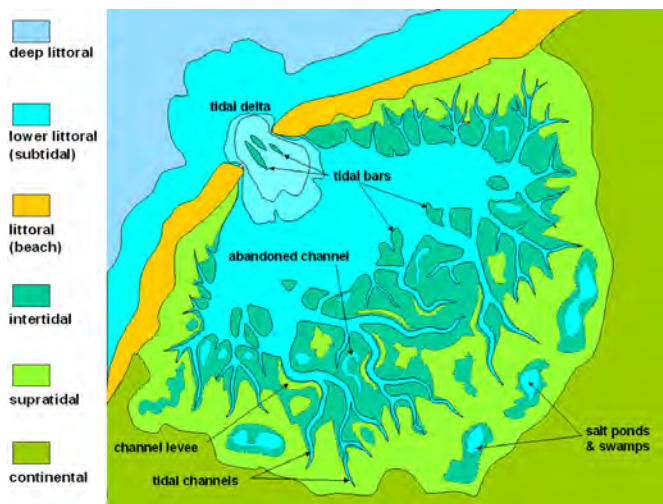 deep littoral
lower littoral
(subtidal)
littoral
(beach)
intertidal
supratidal
continental
tidal delta
tidal bars
abandoned channel
channel levee
tidal channels
salt ponds
& swamps